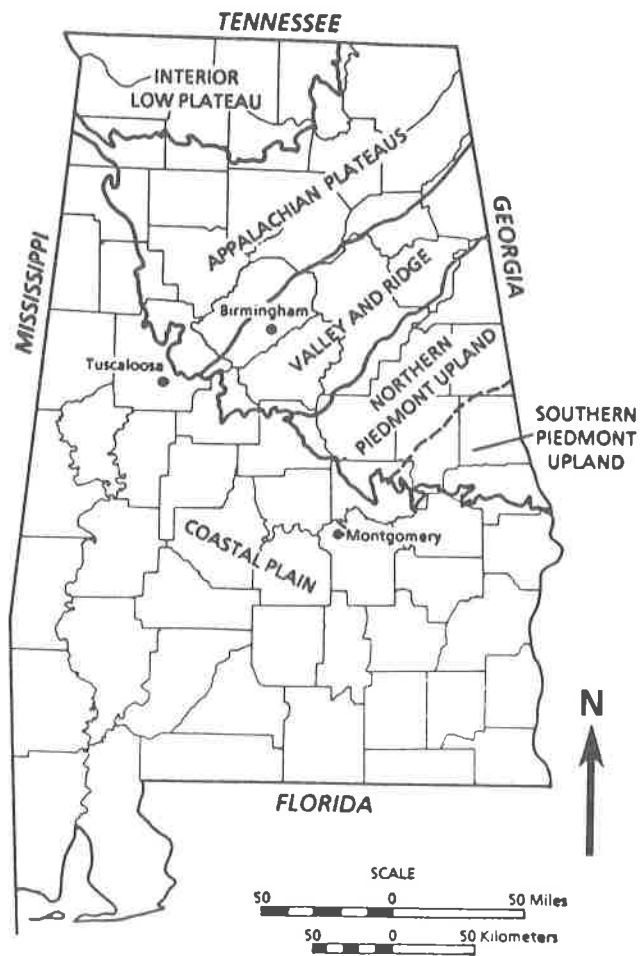 TENNESSEE
INTERIOR
LOW PLATEAU
APPALACHIAN PLATEAUS
GEORGIA
MISSISSIPPI
Birmingham
VALLEY AND RIDGE
Tuscaloosa
NORTHERN
PIEDMONT UPLAND
SOUTHERN
PIEDMONT
UPLAND
Montgomery
COASTAL PLAIN
N
FLORIDA
SCALE
50 0 50 Miles
50 0 50 Kilometers